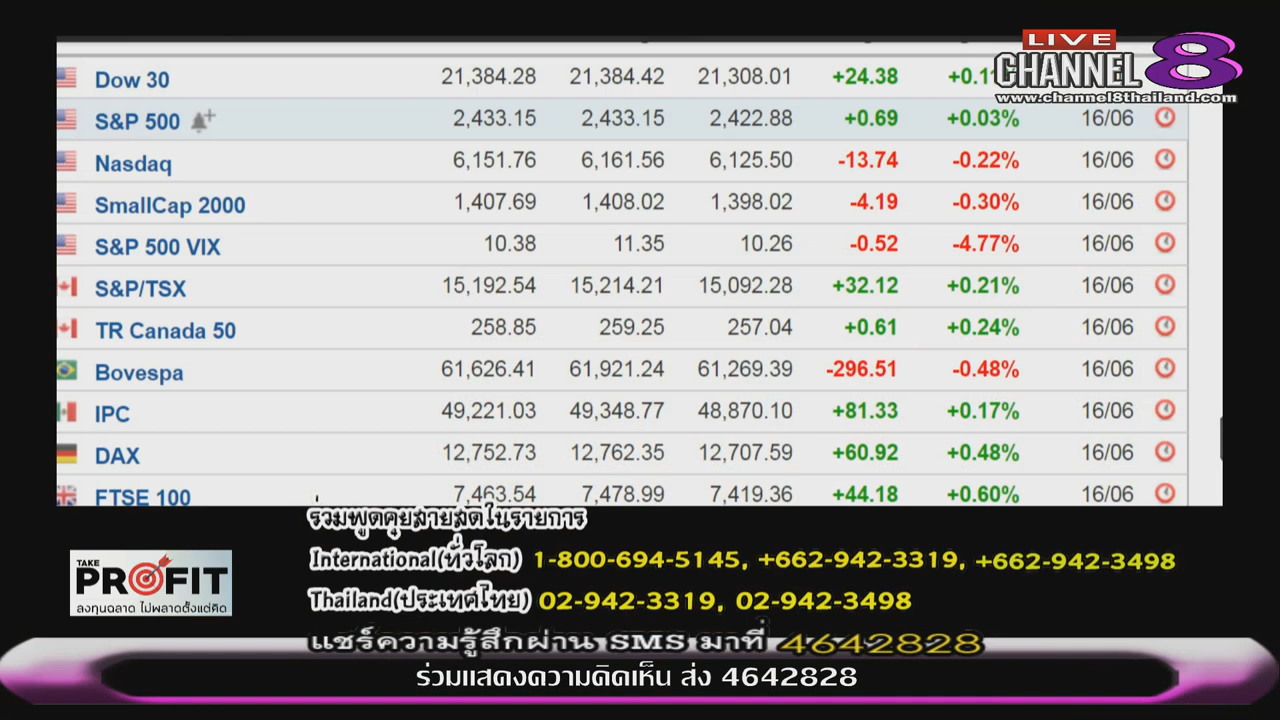 LIVE
CHANNEL 8
www.channel8thailand.com
Dow 30 21,384.28 21,384.42 21,308.01 +24.38
S&P 500 2,433.15 2,433.15 2,422.88 +0.69 +0.03% 16/06
Nasdaq 6,151.76 6,161.56 6,125.50 -13.74 -0.22% 16/06
SmallCap 2000 1,407.69 1,408.02 1,398.02 -4.19 -0.30% 16/06
S&P 500 VIX 10.38 11.35 10.26 -0.52 -4.77% 16/06
S&P/TSX 15,192.54 15,214.21 15,092.28 +32.12 +0.21% 16/06
TR Canada 50 258.85 259.25 257.04 +0.61 +0.24% 16/06
Bovespa 61,626.41 61,921.24 61,269.39 -296.51 -0.48% 16/06
IPC 49,221.03 49,348.77 48,870.10 +81.33 +0.17% 16/06
DAX 12,752.73 12,762.35 12,707.59 +60.92 +0.48% 16/06
FTSE 100 7,463.54 7,478.99 7,419.36 +44.18 +0.60% 16/06
ร่วมพูดคุยสายสดในรายการ
International(ทั่วโลก) 1-800-694-5145, +662-942-3319, +662-942-3498
Thailand(ประเทศไทย) 02-942-3319, 02-942-3498
TAKE
PROFIT
ลงทุนฉลาด ไม่พลาดตั้งแต่คิด
แชร์ความรู้สึกผ่าน SMS มาที่ 4642828
ร่วมแสดงความคิดเห็น ส่ง 4642828